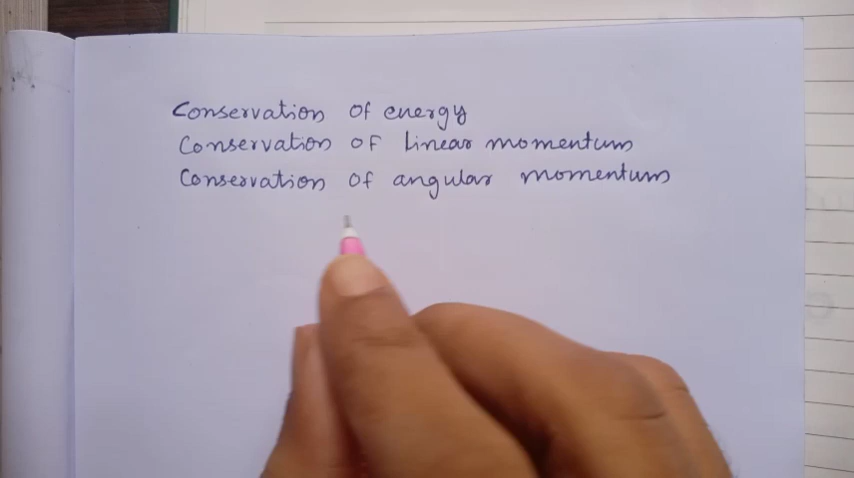 Conservation of energy
Conservation of Linear momentum
Conservation of angular momentum